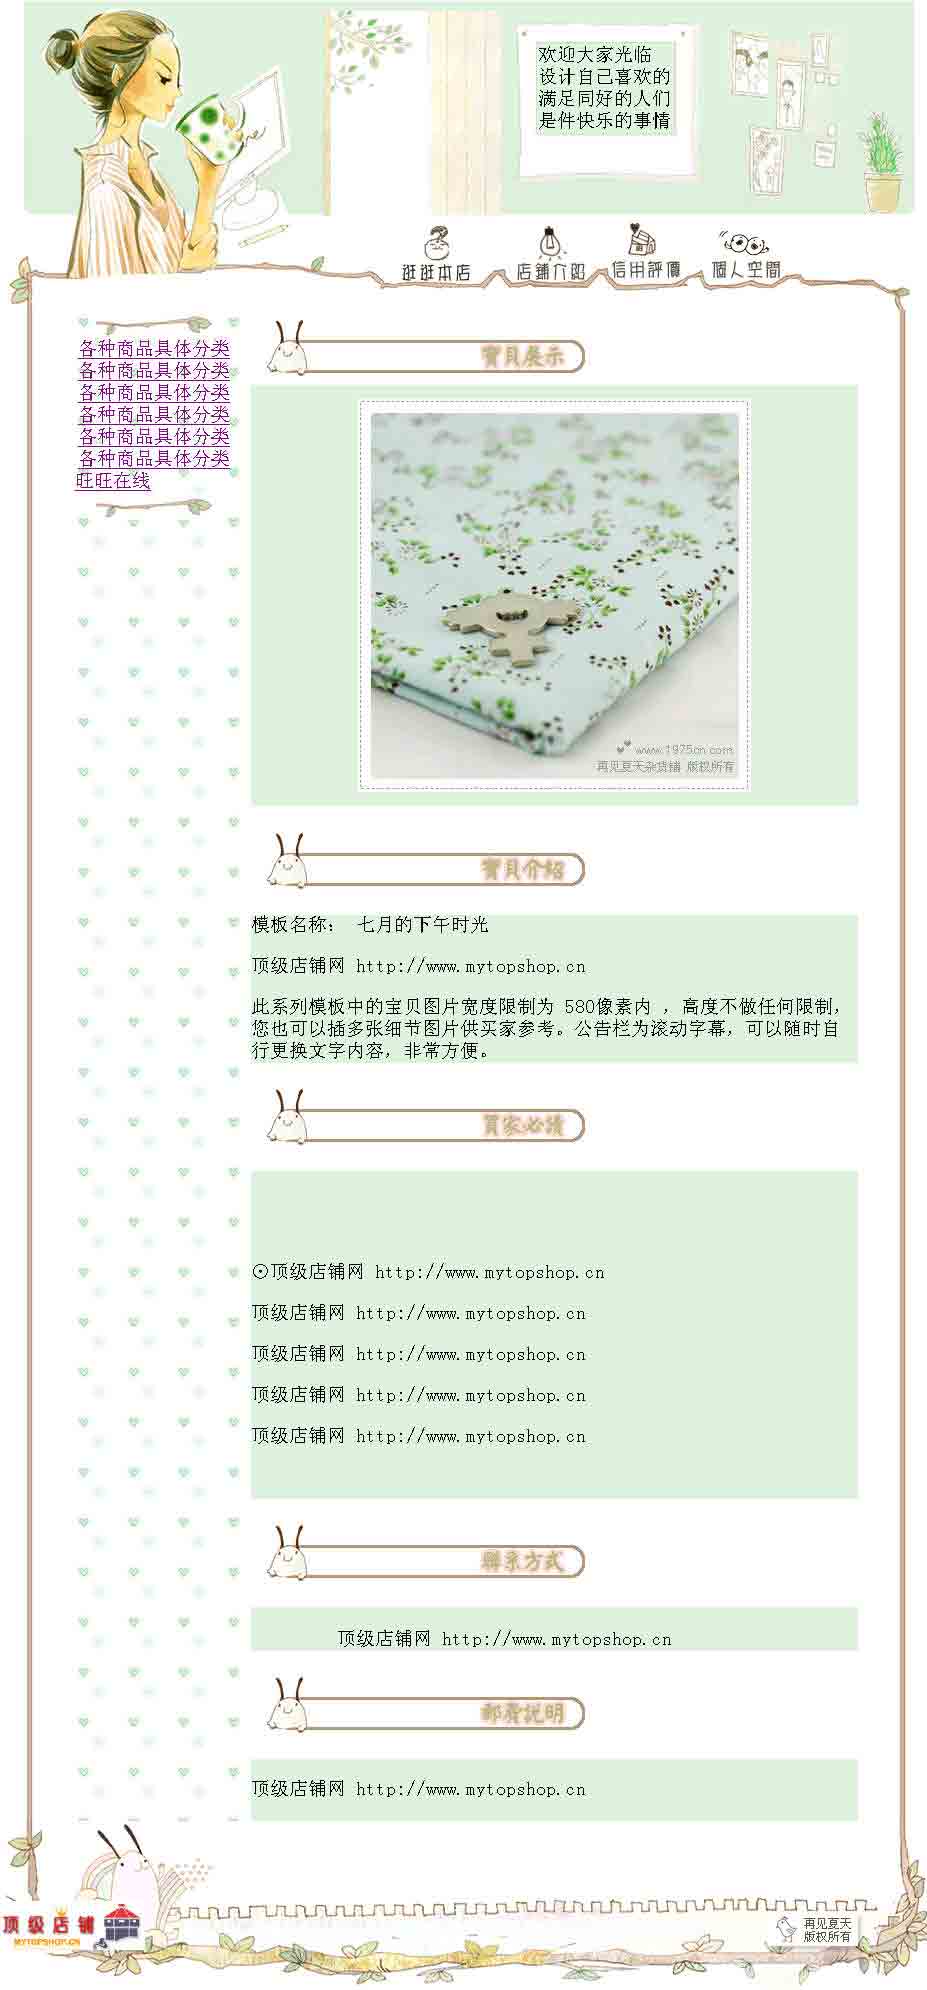 欢迎大家光临
设计自己喜欢的
满足同好的人们
是件快乐的事情
逛逛本店 店鋪介紹 信用評價 個人空間
各种商品具体分类
各种商品具体分类
各种商品具体分类
各种商品具体分类
各种商品具体分类
各种商品具体分类
旺旺在线
寶貝展示
www.1975cn.com
再见夏天杂货铺 版权所有
寶貝介紹
模板名称: 七月的下午时光
顶级店铺网 http://www.mytopshop.cn
此系列模板中的宝贝图片宽度限制为 580像素内 ，高度不做任何限制，
您也可以插多张细节图片供买家参考。公告栏为滚动字幕，可以随时自
行更换文字内容，非常方便。
買家必讀
⊙顶级店铺网 http://www.mytopshop.cn
顶级店铺网 http://www.mytopshop.cn
顶级店铺网 http://www.mytopshop.cn
顶级店铺网 http://www.mytopshop.cn
顶级店铺网 http://www.mytopshop.cn
聯系方式
顶级店铺网 http://www.mytopshop.cn
郵費說明
顶级店铺网 http://www.mytopshop.cn
顶级店铺
MYTOPSHOP.CN
再见夏天
版权所有